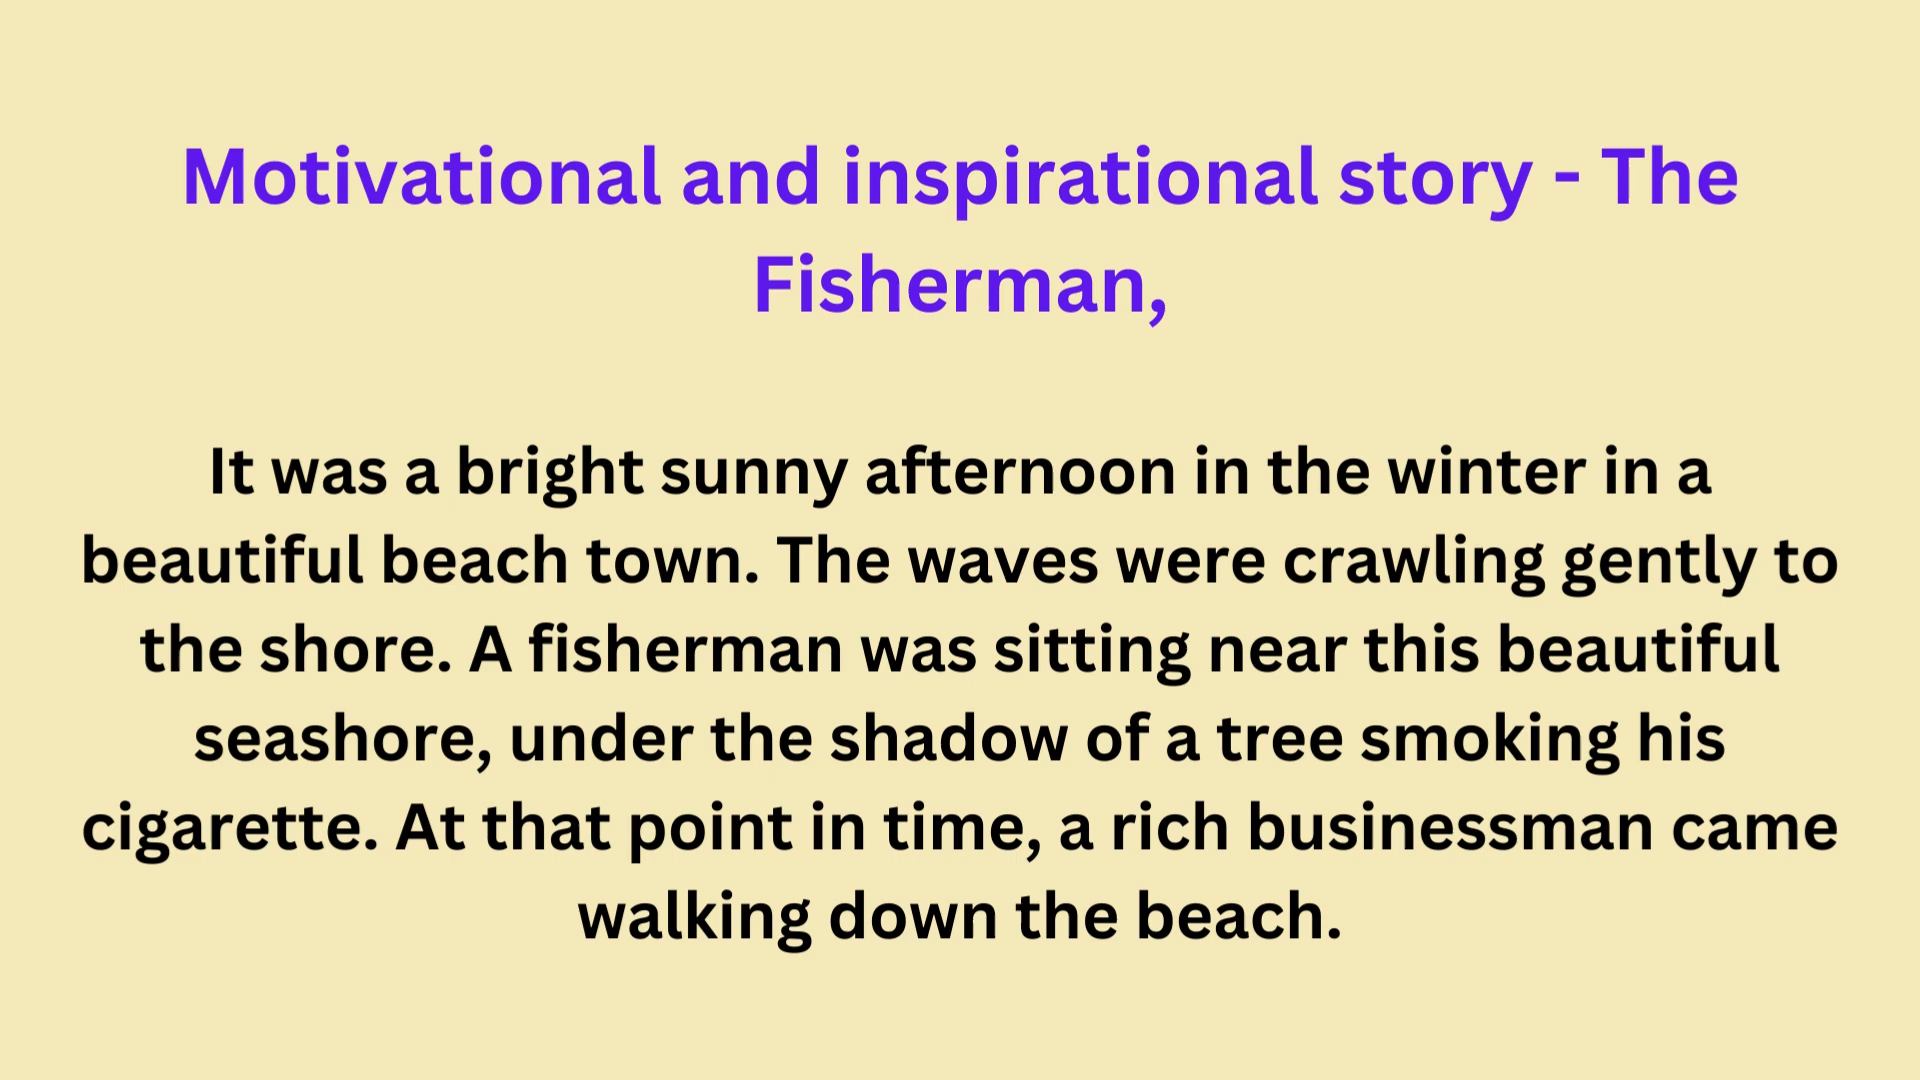 Motivational and inspirational story - The
Fisherman,
It was a bright sunny afternoon in the winter in a
beautiful beach town. The waves were crawling gently to
the shore. A fisherman was sitting near this beautiful
seashore, under the shadow of a tree smoking his
cigarette. At that point in time, a rich businessman came
walking down the beach.